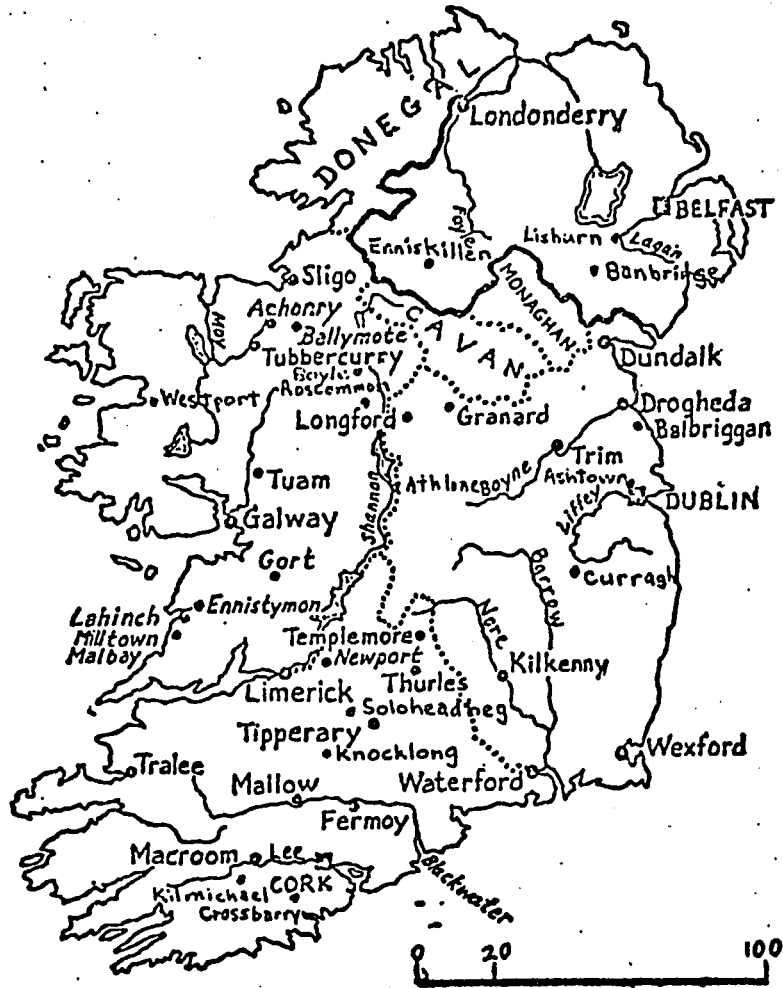 DONEGAL
Londonderry
BELFAST
Foyle
Lisburn
Lagan
Enniskillen
Banbridge
MONAGHAN
Sligo
Achonry
CAVAN
Moy
Ballymote
Dundalk
Tubbercurry
Boyle
Roscommon
Westport
Drogheda
Longford
Granard
Balbriggan
Trim
Tuam
Athlone
Boyne
Ashtown
Shannon
Liffey
DUBLIN
Galway
Gort
Barrow
Curragh
Ennistymon
Lahinch
Milltown
Malbay
Nore
Templemore
Newport
Kilkenny
Thurles
Limerick
Soloheadbeg
Tipperary
Wexford
Knocklong
Tralee
Mallow
Waterford
Fermoy
Macroom
Lee
Blackwater
Kilmichael
CORK
Crossbarry
0 20 100